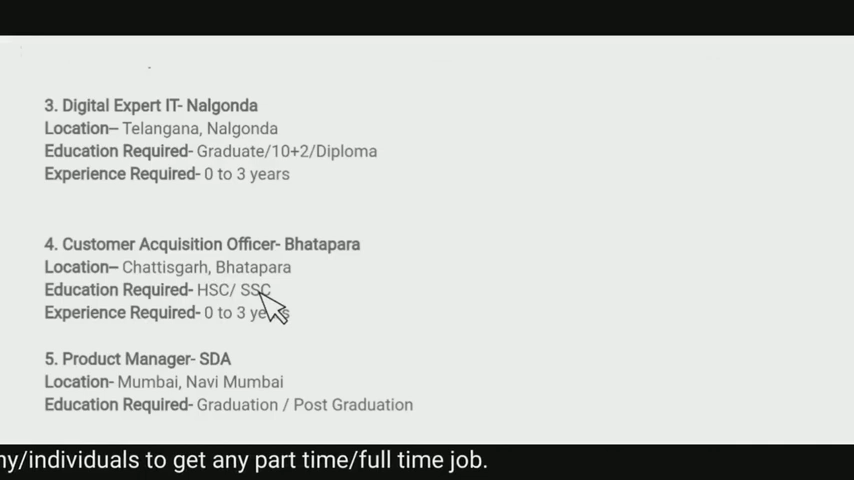 3. Digital Expert IT- Nalgonda
Location– Telangana, Nalgonda
Education Required- Graduate/10+2/Diploma
Experience Required- 0 to 3 years
4. Customer Acquisition Officer- Bhatapara
Location– Chattisgarh, Bhatapara
Education Required- HSC/ SSC
Experience Required- 0 to 3 years
5. Product Manager- SDA
Location- Mumbai, Navi Mumbai
Education Required- Graduation / Post Graduation
ny/individuals to get any part time/full time job.